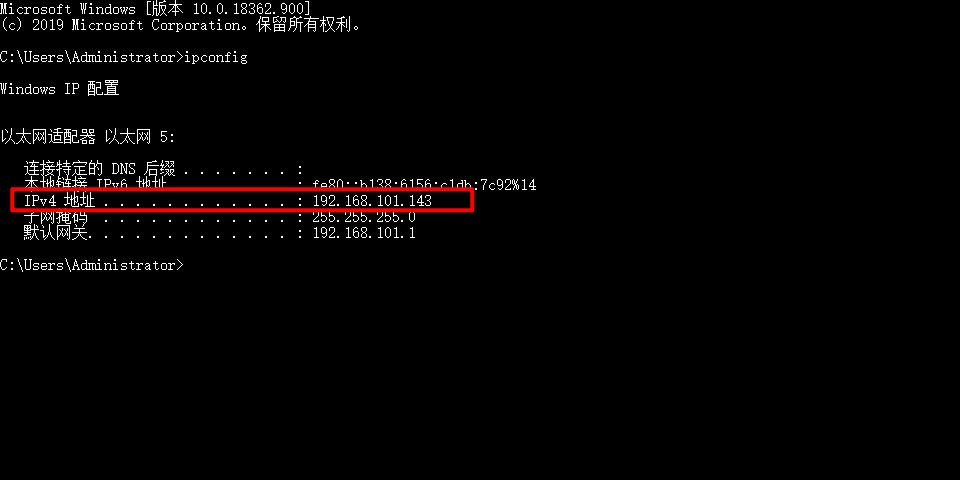 Microsoft Windows [版本 10.0.18362.900]
(c) 2019 Microsoft Corporation。保留所有权利。
C:\Users\Administrator>ipconfig
Windows IP 配置
以太网适配器 以太网 5:
连接特定的 DNS 后缀 . . . . . . . :
本地链接 IPv6 地址. . . . . . . . : fe80::b138:6156:c1db:7c92%14
IPv4 地址 . . . . . . . . . . . . : 192.168.101.143
子网掩码  . . . . . . . . . . . . : 255.255.255.0
默认网关. . . . . . . . . . . . . : 192.168.101.1
C:\Users\Administrator>